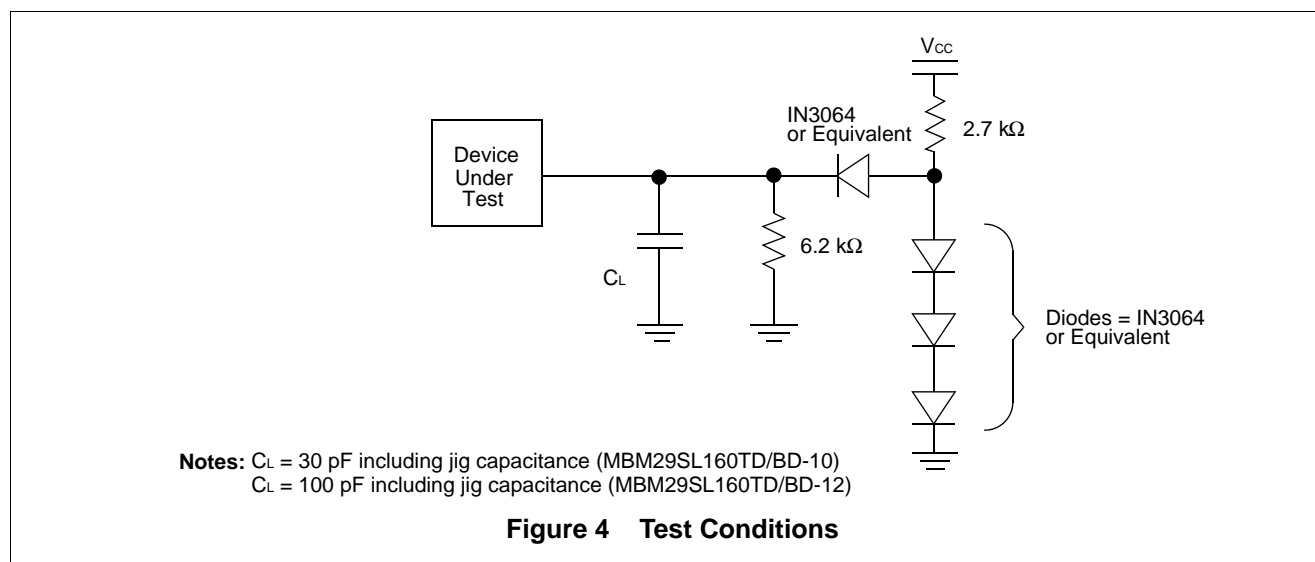 Vcc
IN3064
or Equivalent
2.7 kΩ
Device
Under
Test
6.2 kΩ
CL
Diodes = IN3064
or Equivalent
Notes: CL = 30 pF including jig capacitance (MBM29SL160TD/BD-10)
CL = 100 pF including jig capacitance (MBM29SL160TD/BD-12)
Figure 4 Test Conditions